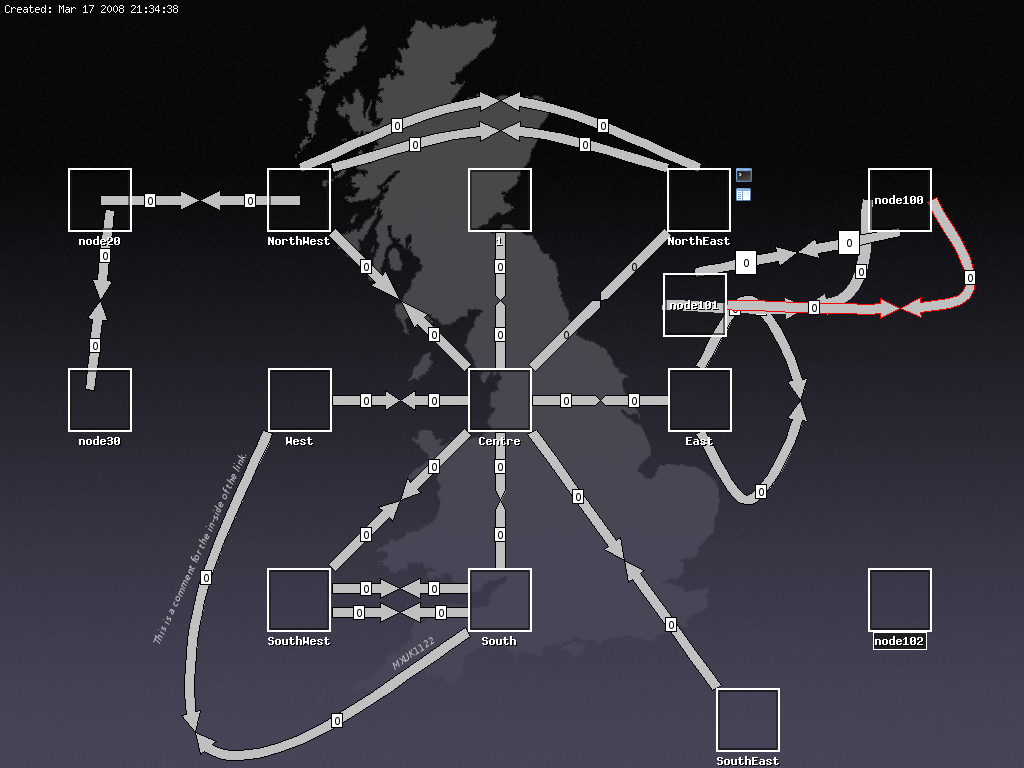 Created: Mar 17 2008 21:34:38
0 0
0 0
node100
0 0
node20 NorthWest 1 NorthEast
0
0 0 0 0 0
0
node101
0
0 0 0 0
0
0 0 0 0 0
node30 West Centre East
0 0
0
0
This is a comment for the in-side of the link
0 0
0
0 0
0 0
0
SouthWest South node102
MXUK1122
0
SouthEast